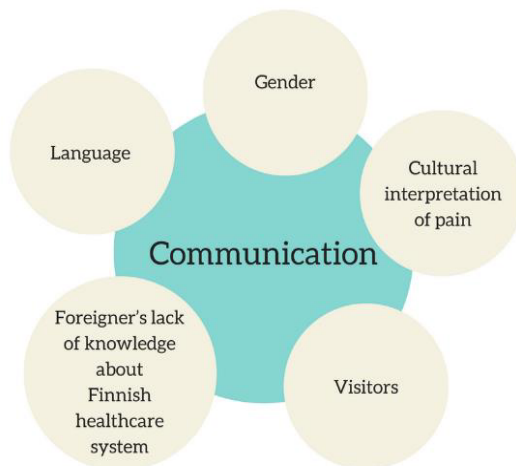 Gender
Language
Cultural
interpretation
of pain
Communication
Foreigner's lack
of knowledge
about
Finnish
healthcare
system
Visitors